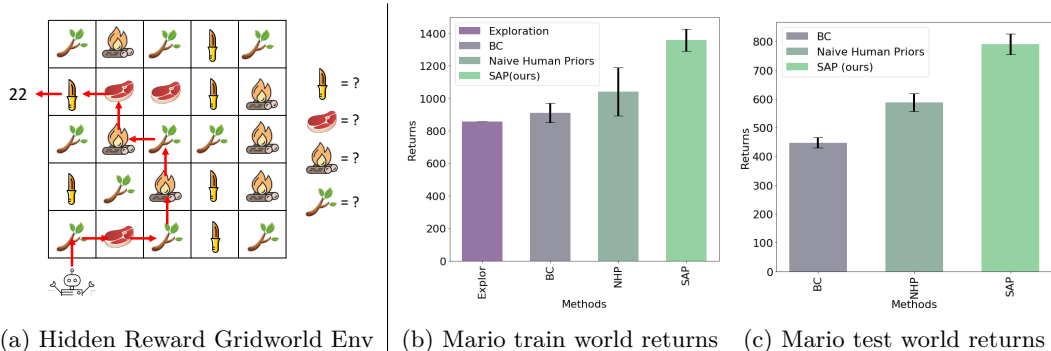 22
= ?
= ?
= ?
= ?
(a) Hidden Reward Gridworld Env
Returns
1400
1200
1000
800
600
400
200
0
Exploration
BC
Naive Human Priors
SAP(ours)
Explor
BC
NHP
SAP
Methods
(b) Mario train world returns
Returns
800
700
600
500
400
300
200
100
0
BC
Naive Human Priors
SAP (ours)
BC
NHP
SAP
Methods
(c) Mario test world returns